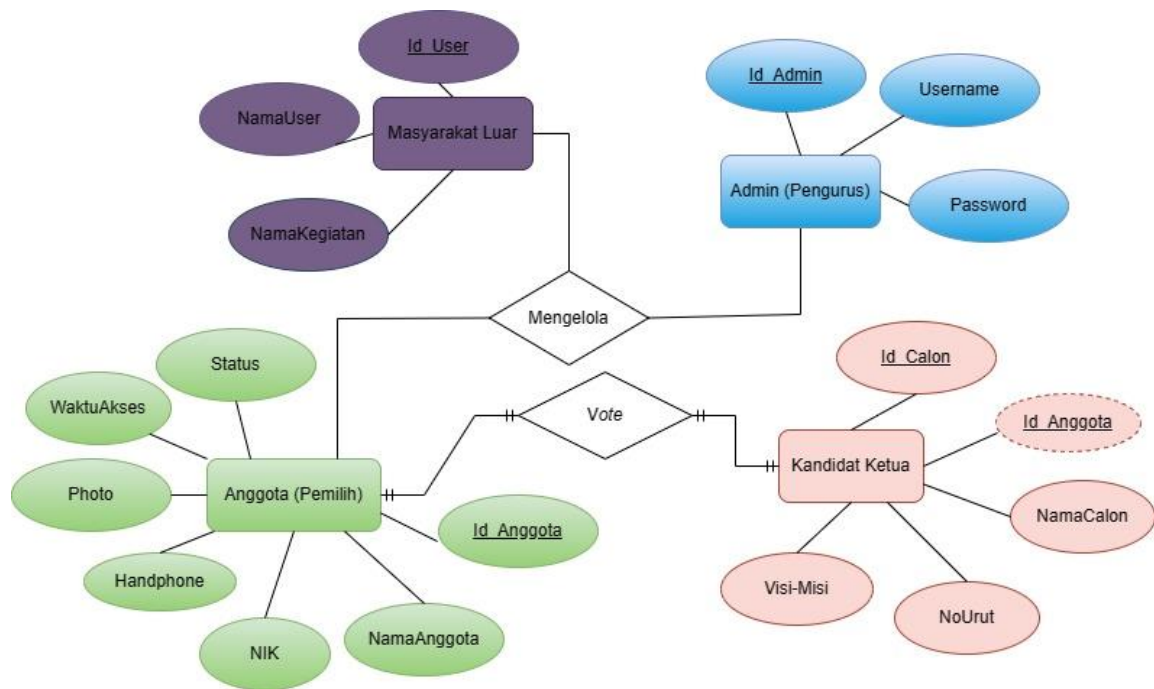 Id_User
NamaUser
Masyarakat Luar
NamaKegiatan
Id_Admin
Username
Admin (Pengurus)
Password
Mengelola
Status
WaktuAkses
Photo
Anggota (Pemilih)
Handphone
NIK
NamaAnggota
Id_Anggota
Vote
Id_Calon
Id_Anggota
Kandidat Ketua
NamaCalon
Visi-Misi
NoUrut